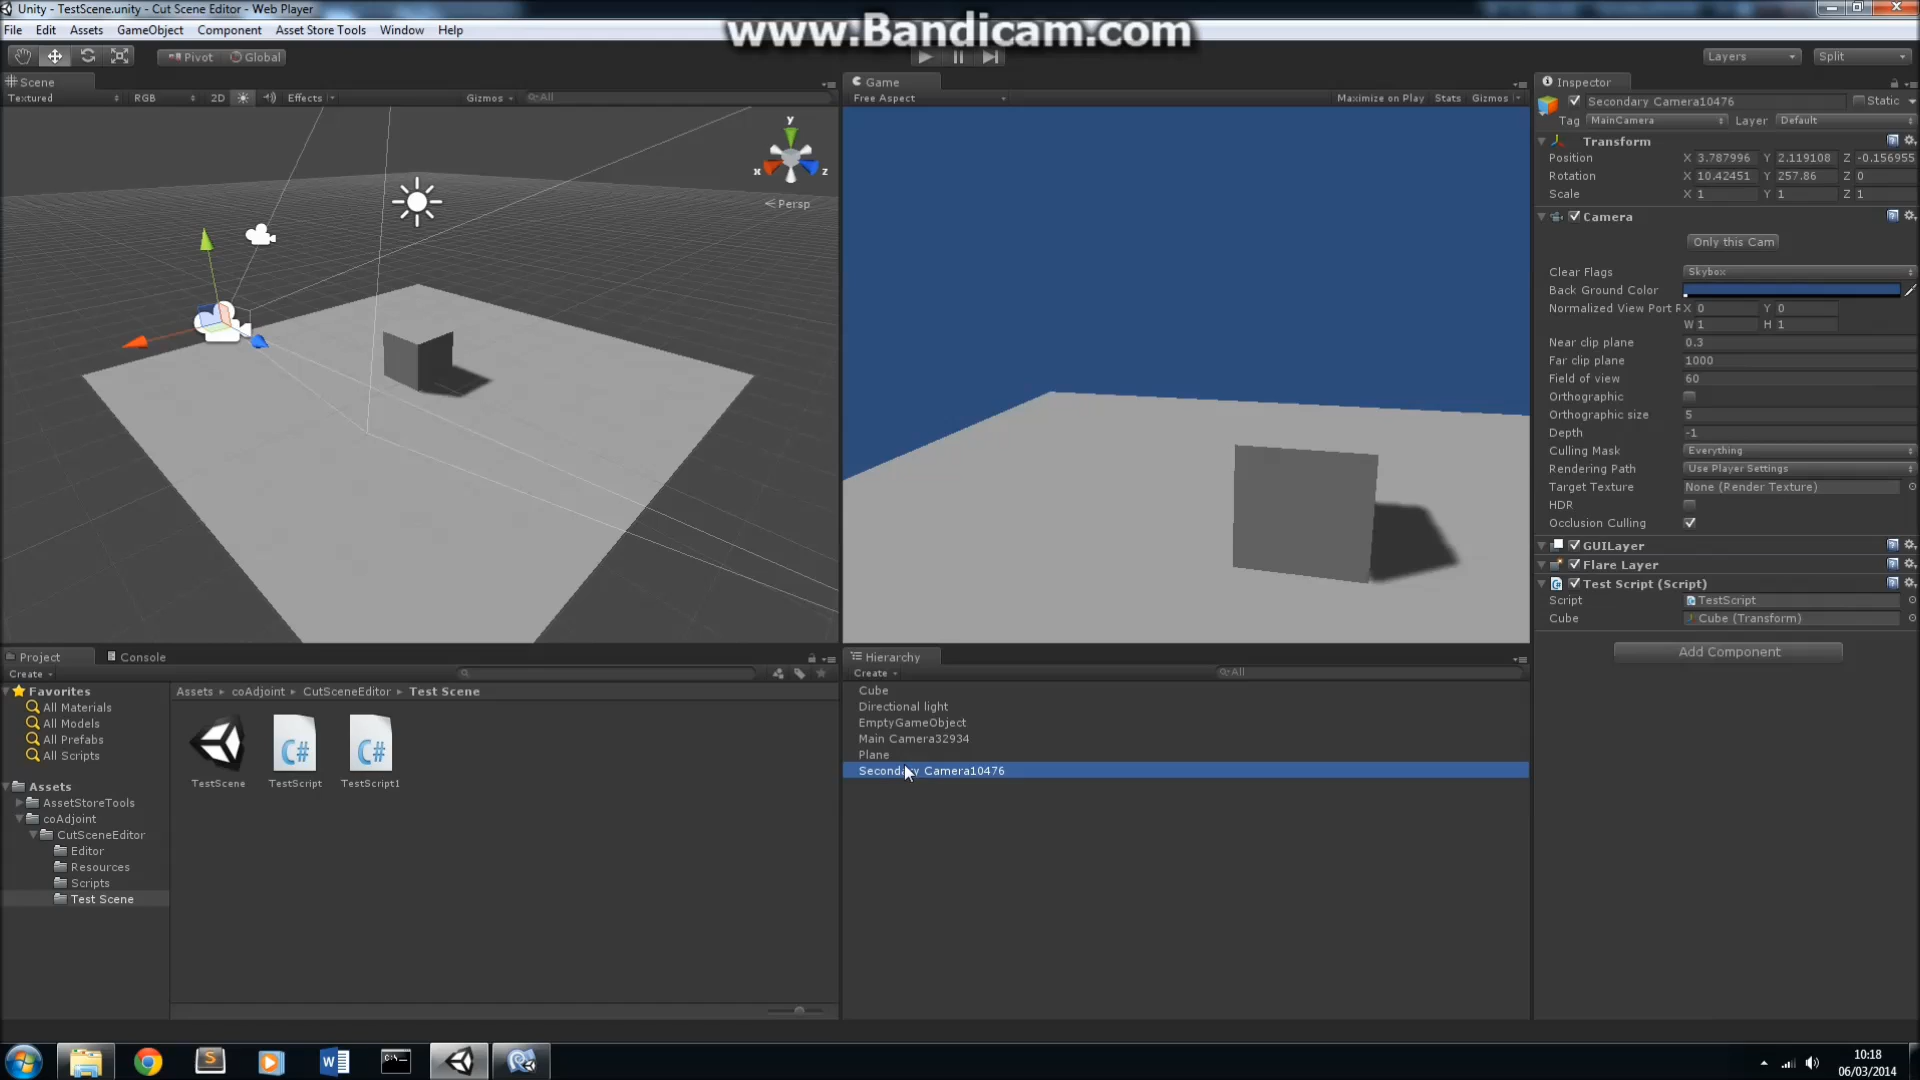 Unity - TestScene.unity - Cut Scene Editor - Web Player
www.Bandicam.com
File Edit Assets GameObject Component Asset Store Tools Window Help
Pivot Global
Layers Split
Scene
Textured RGB 2D Effects Gizmos All
y
x z
Persp
Game
Free Aspect Maximize on Play Stats Gizmos
Inspector
Secondary Camera10476 Static
Tag MainCamera Layer Default
Transform
Position X 3.787996 Y 2.119108 Z -0.156955
Rotation X 10.42451 Y 257.86 Z 0
Scale X 1 Y 1 Z 1
Camera
Only this Cam
Clear Flags Skybox
Back Ground Color
Normalized View Port R X 0 Y 0
W 1 H 1
Near clip plane 0.3
Far clip plane 1000
Field of view 60
Orthographic
Orthographic size 5
Depth -1
Culling Mask Everything
Rendering Path Use Player Settings
Target Texture None (Render Texture)
HDR
Occlusion Culling
GUILayer
Flare Layer
Test Script (Script)
Script TestScript
Cube Cube (Transform)
Add Component
Project Console
Create
Favorites
All Materials
All Models
All Prefabs
All Scripts
Assets
AssetStoreTools
coAdjoint
CutSceneEditor
Editor
Resources
Scripts
Test Scene
Assets coAdjoint CutSceneEditor Test Scene
C# C#
TestScene TestScript TestScript1
Hierarchy
Create All
Cube
Directional light
EmptyGameObject
Main Camera32934
Plane
Secondary Camera10476
10:18
06/03/2014